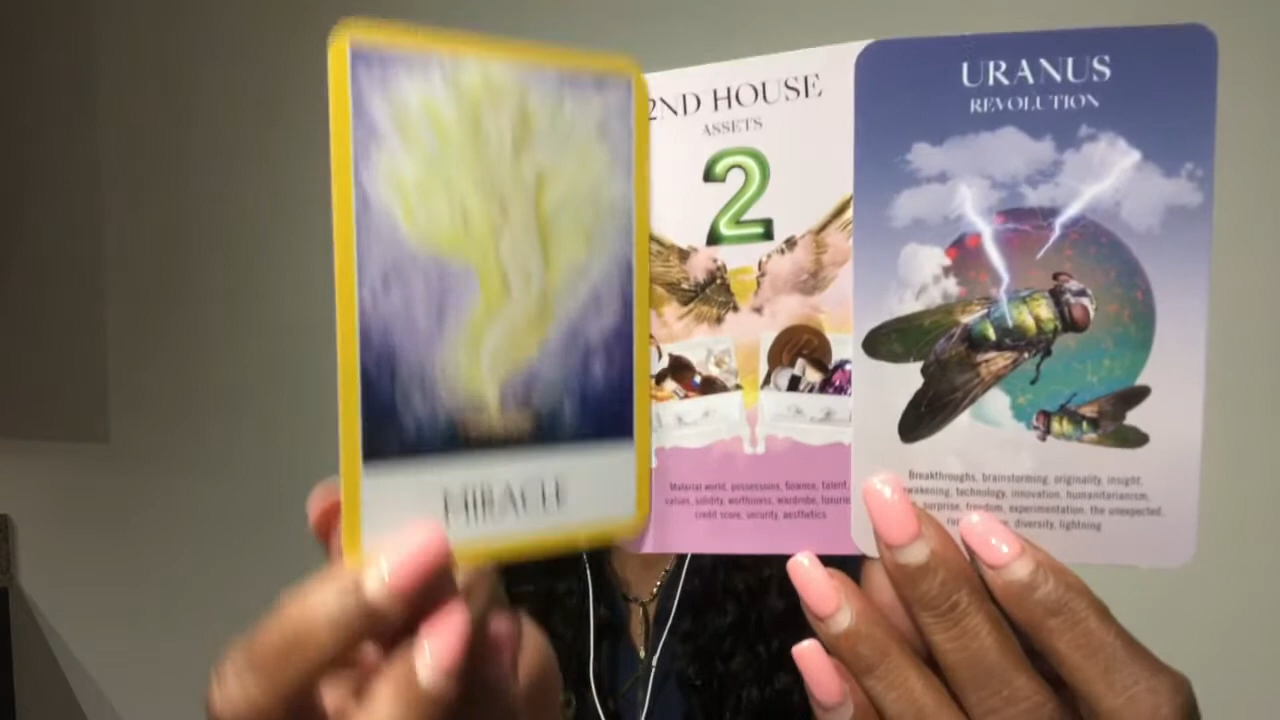 MIRACLE
2ND HOUSE
ASSETS
2
Material world, possessions, finance, talent,
values, solidity, worthiness, wardrobe,
credit score, security, aesthetics
URANUS
REVOLUTION
Breakthroughs, brainstorming, originality, insight,
awakening, technology, innovation, humanitarianism,
surprise, freedom, experimentation, the unexpected,
diversity, lightning